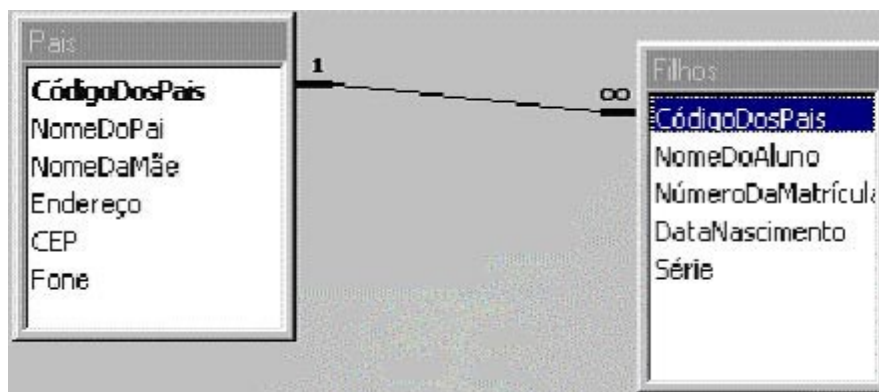 Pais
CódigoDosPais
NomeDoPai
NomeDaMãe
Endereço
CEP
Fone
1
∞
Filhos
CódigoDosPais
NomeDoAluno
NúmeroDaMatrícula
DataNascimento
Série